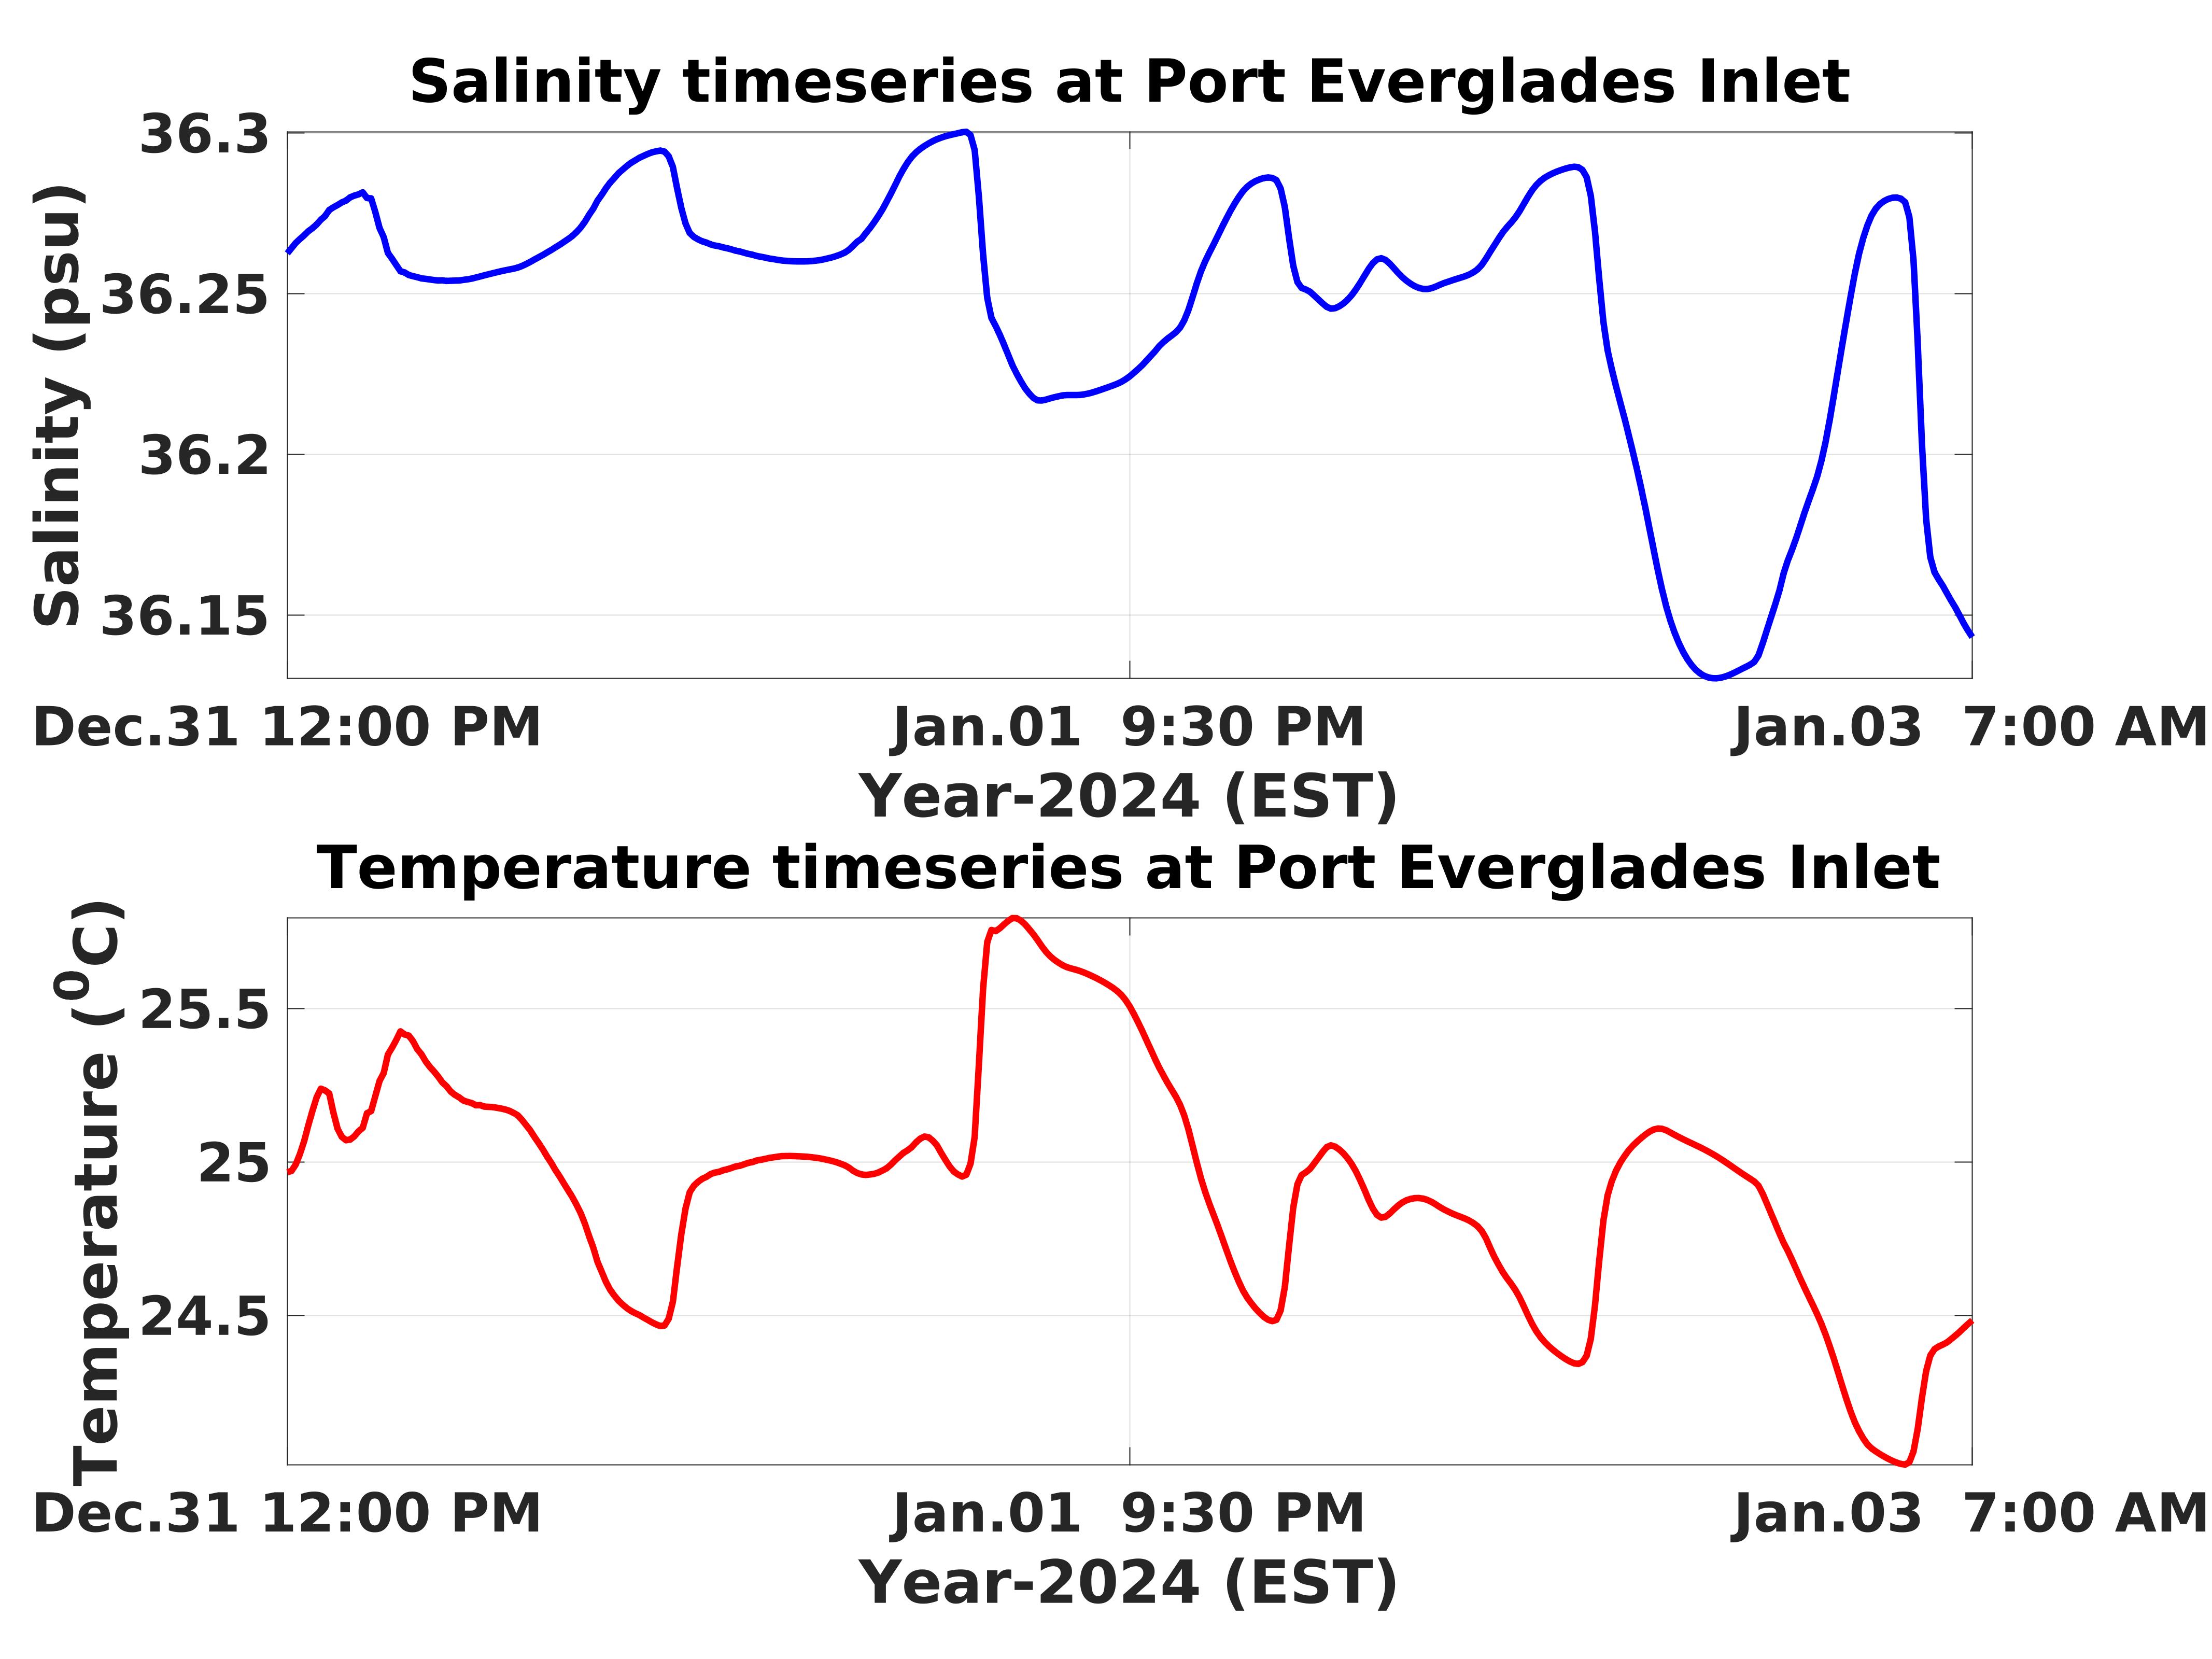 Salinity timeseries at Port Everglades Inlet
Salinity (psu)
36.3
36.25
36.2
36.15
Dec.31 12:00 PM
Jan.01  9:30 PM
Jan.03  7:00 AM
Year-2024 (EST)
Temperature timeseries at Port Everglades Inlet
Temperature (⁰C)
25.5
25
24.5
Dec.31 12:00 PM
Jan.01  9:30 PM
Jan.03  7:00 AM
Year-2024 (EST)